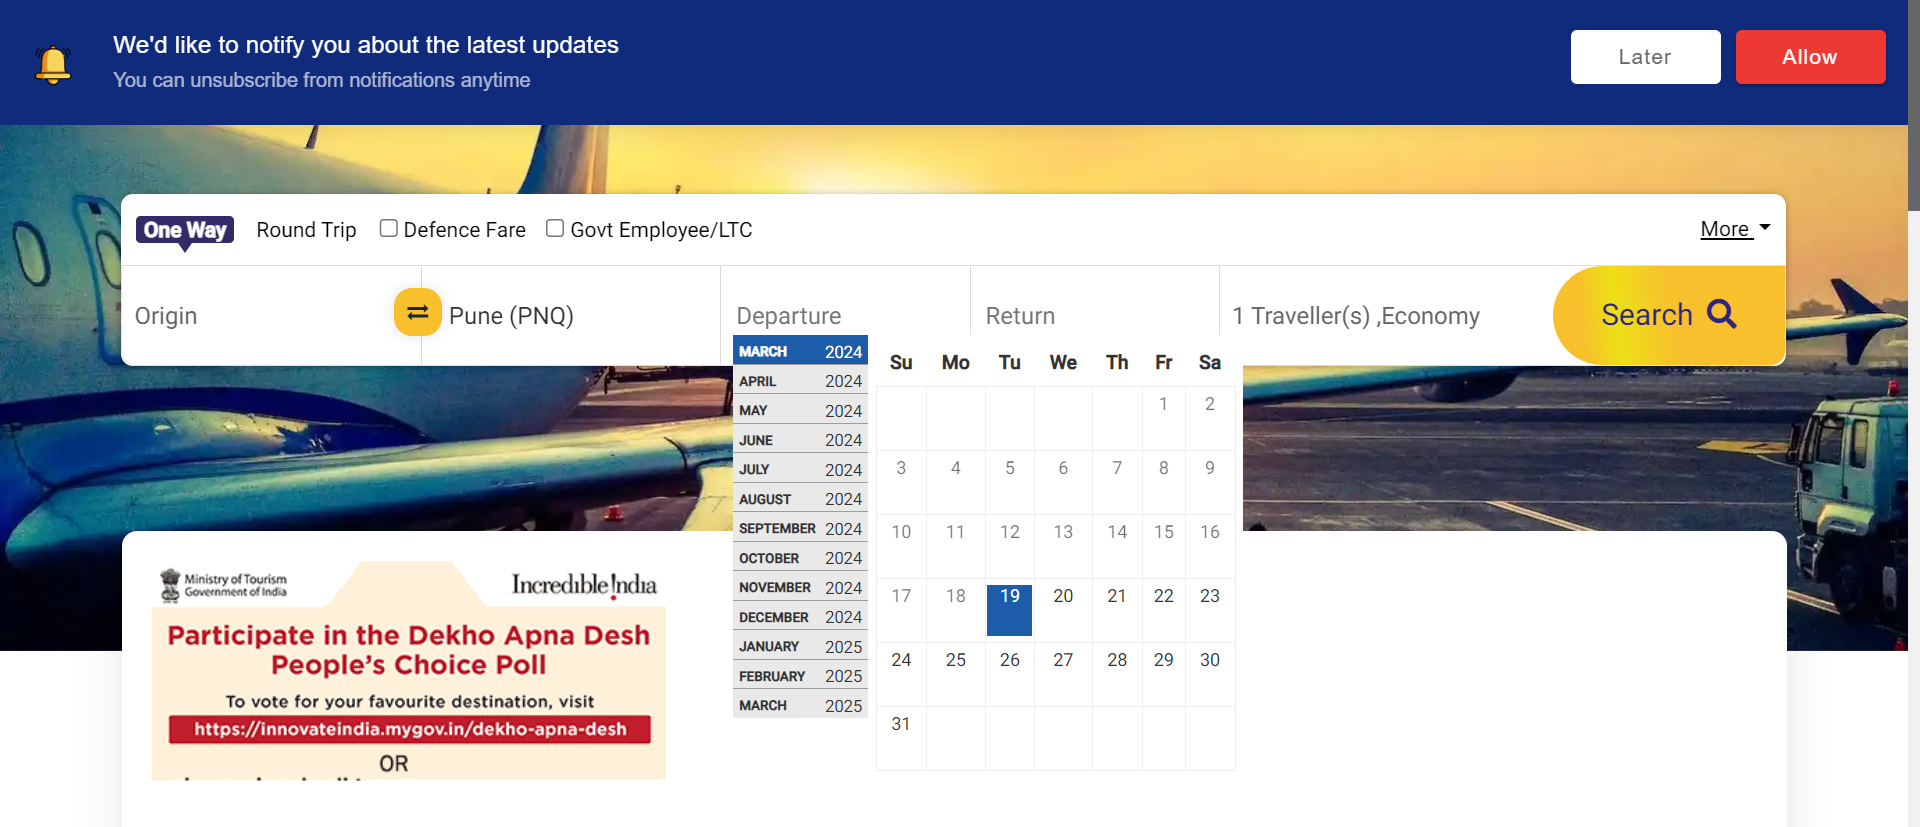 We'd like to notify you about the latest updates
You can unsubscribe from notifications anytime
Later
Allow
One Way
Round Trip
Defence Fare
Govt Employee/LTC
More
Origin
Pune (PNQ)
Departure
Return
1 Traveller(s) ,Economy
Search
MARCH 2024
APRIL 2024
MAY 2024
JUNE 2024
JULY 2024
AUGUST 2024
SEPTEMBER 2024
OCTOBER 2024
NOVEMBER 2024
DECEMBER 2024
JANUARY 2025
FEBRUARY 2025
MARCH 2025
Su Mo Tu We Th Fr Sa
1 2
3 4 5 6 7 8 9
10 11 12 13 14 15 16
17 18 19 20 21 22 23
24 25 26 27 28 29 30
31
Ministry of Tourism
Government of India
Incredible !ndia
Participate in the Dekho Apna Desh
People's Choice Poll
To vote for your favourite destination, visit
https://innovateindia.mygov.in/dekho-apna-desh
OR